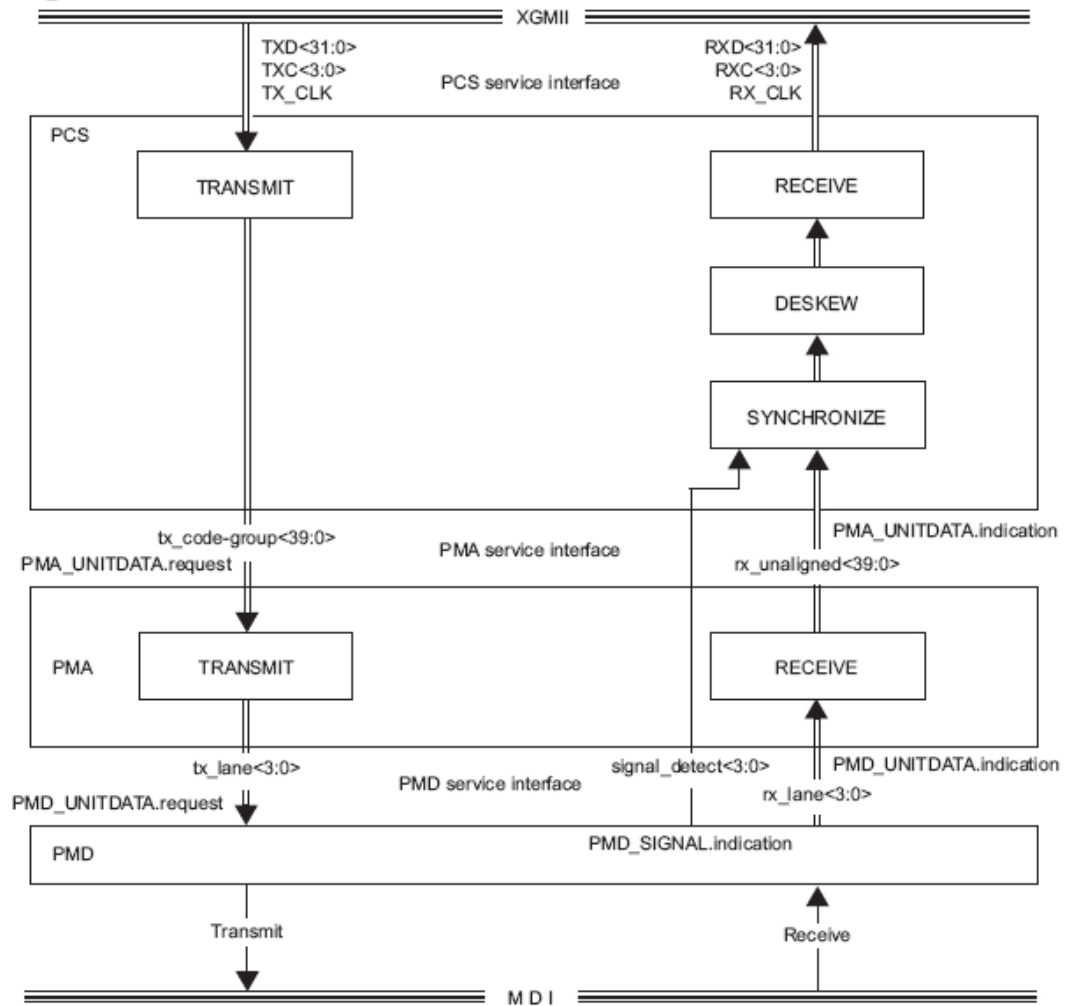 XGMII
TXD<31:0>
TXC<3:0>
TX_CLK
PCS service interface
RXD<31:0>
RXC<3:0>
RX_CLK
PCS
TRANSMIT
RECEIVE
DESKEW
SYNCHRONIZE
tx_code-group<39:0>
PMA_UNITDATA.request
PMA service interface
PMA_UNITDATA.indication
rx_unaligned<39:0>
PMA
TRANSMIT
RECEIVE
tx_lane<3:0>
PMD_UNITDATA.request
PMD service interface
signal_detect<3:0>
PMD_UNITDATA.indication
rx_lane<3:0>
PMD
PMD_SIGNAL.indication
Transmit
Receive
M D I